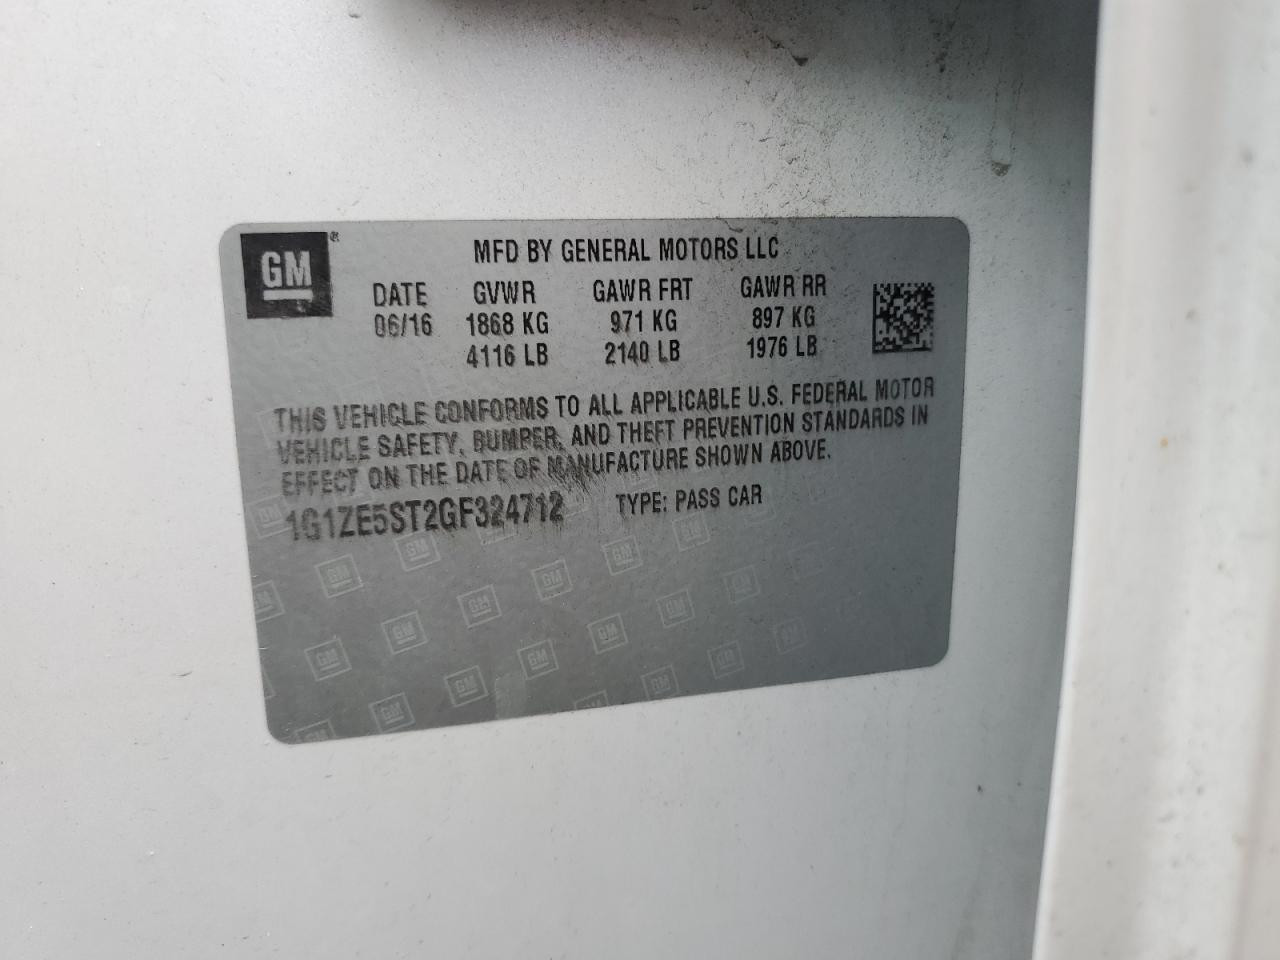 GM®
MFD BY GENERAL MOTORS LLC
DATE GVWR GAWR FRT GAWR RR
06/16 1868 KG 971 KG 897 KG
4116 LB 2140 LB 1976 LB
THIS VEHICLE CONFORMS TO ALL APPLICABLE U.S. FEDERAL MOTOR
VEHICLE SAFETY, BUMPER, AND THEFT PREVENTION STANDARDS IN
EFFECT ON THE DATE OF MANUFACTURE SHOWN ABOVE.
1G1ZE5ST2GF324712 TYPE: PASS CAR